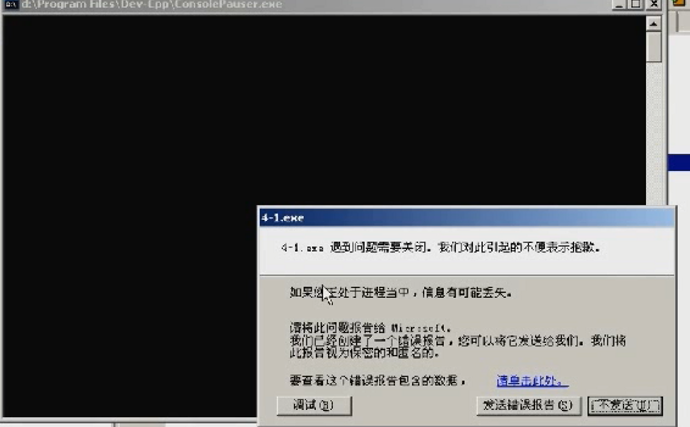 d:\Program Files\Dev-Cpp\ConsolePauser.exe
4-1.exe
4-1.exe 遇到问题需要关闭。我们对此引起的不便表示抱歉。
如果您正处于进程当中，信息有可能丢失。
请将此问题报告给 Microsoft。
我们已经创建了一个错误报告，您可以将它发送给我们。我们将
此报告视为保密的和匿名的。
要查看这个错误报告包含的数据， 请单击此处。
调试(B) 发送错误报告(S) 不发送(D)